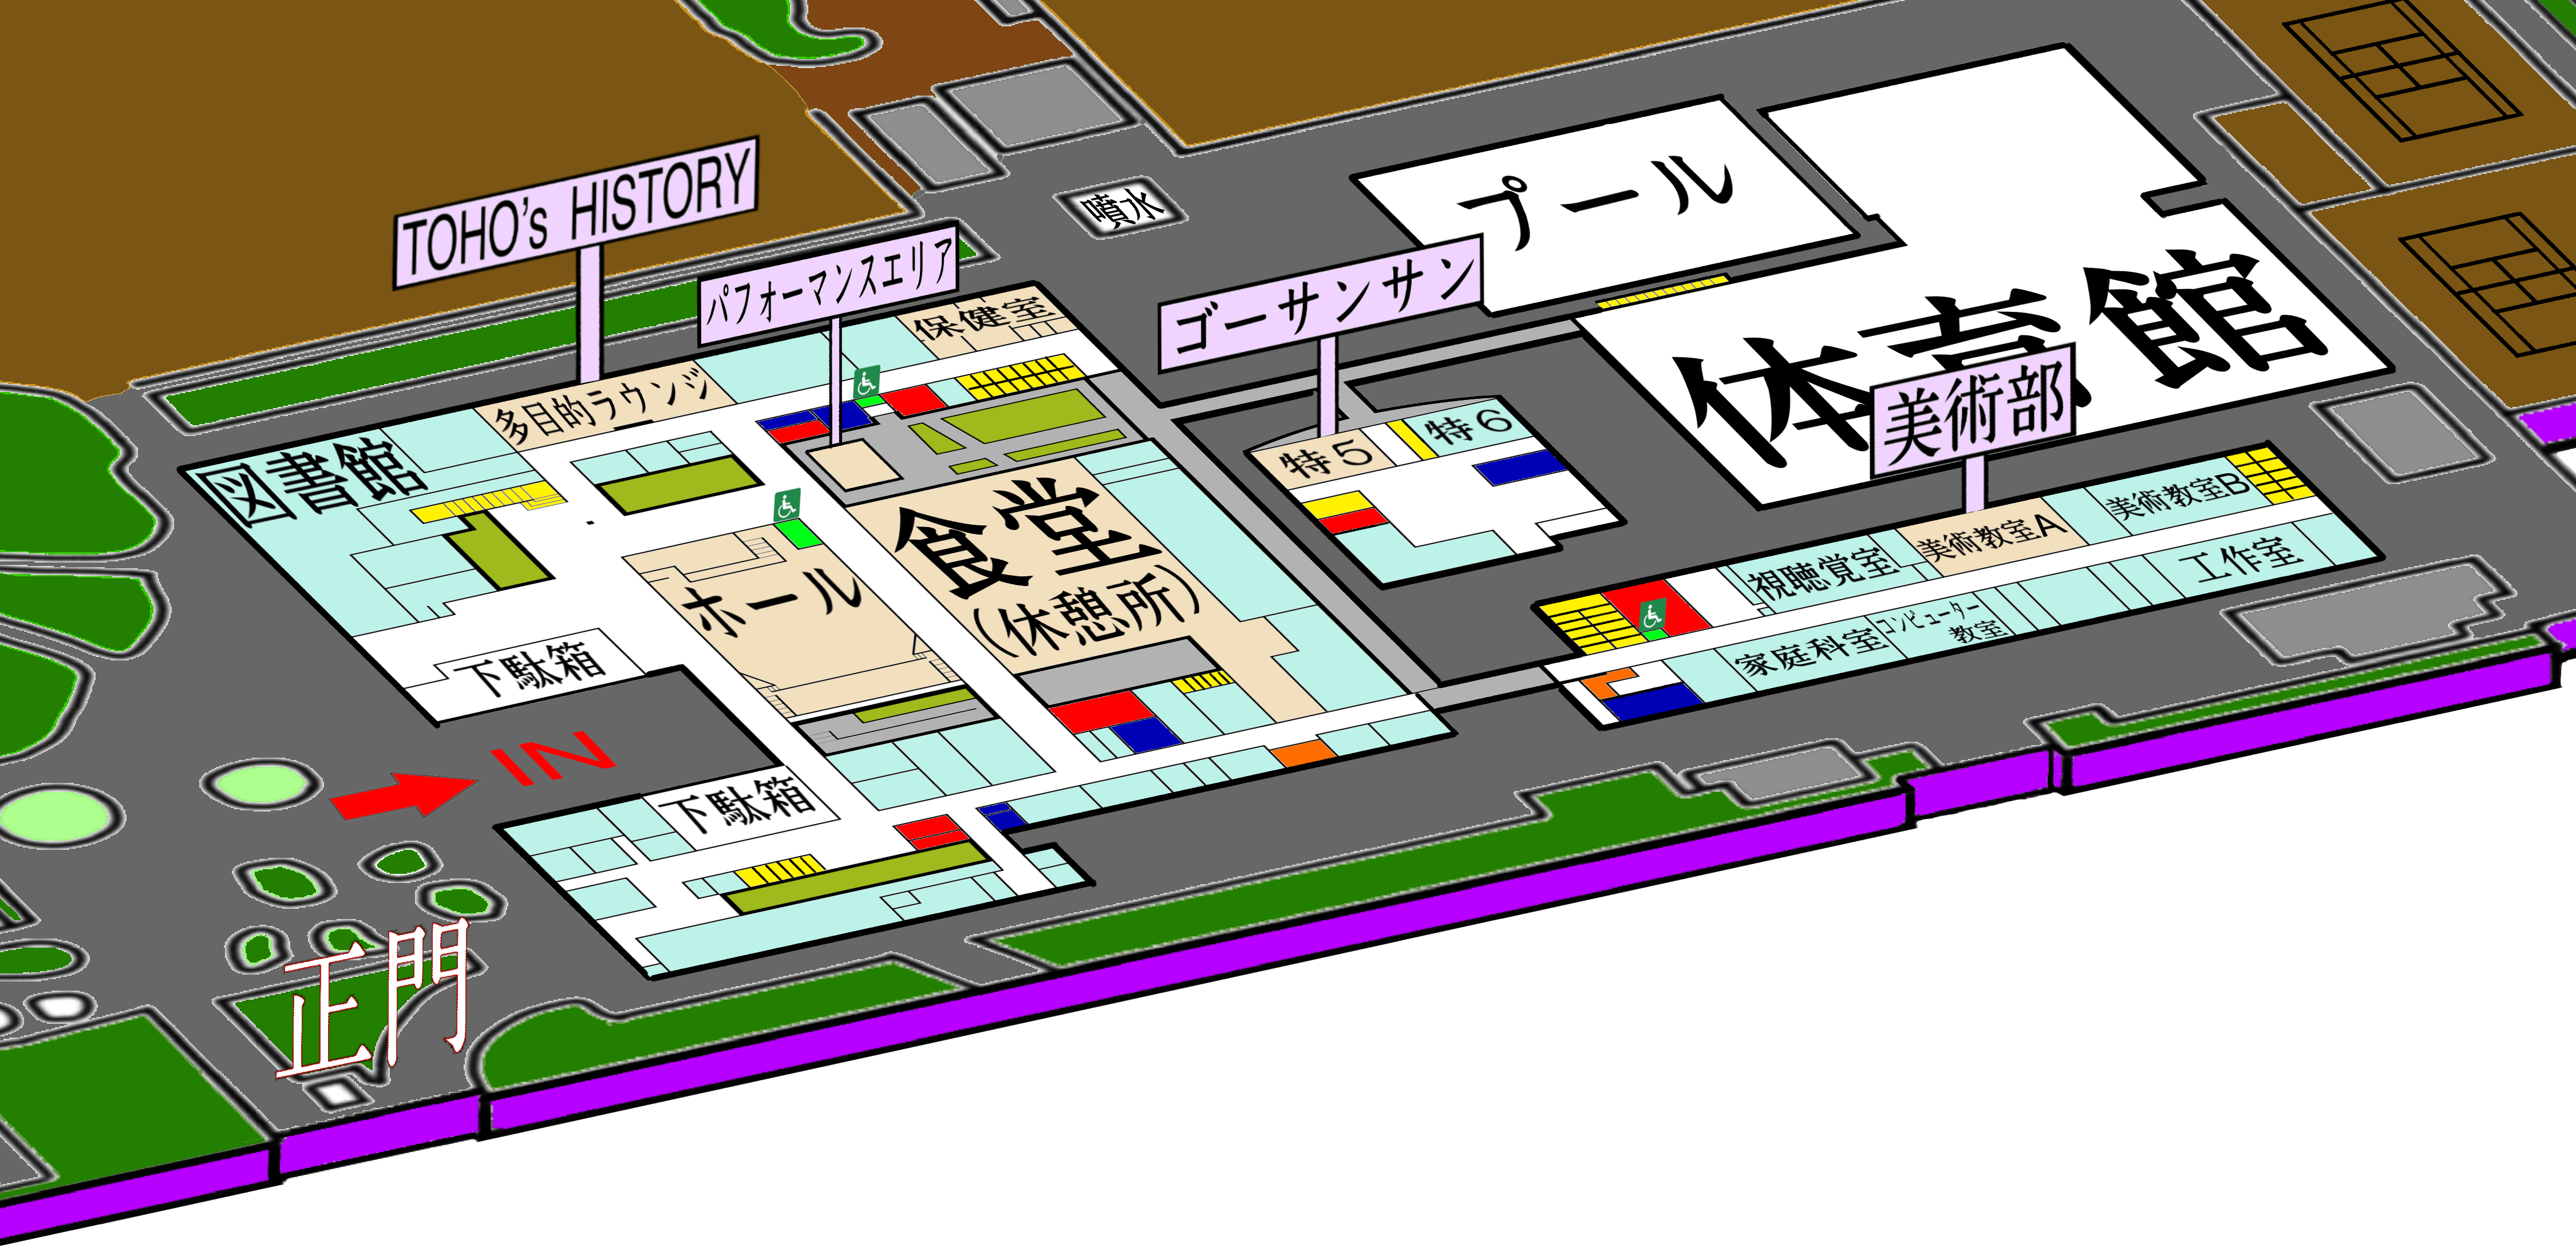 TOHO's HISTORY
パフォーマンスエリア
噴水
プール
ゴーサンサン
体育館
美術部
保健室
多目的ラウンジ
図書館
特5
特6
食堂
(休憩所)
ホール
下駄箱
美術教室B
美術教室A
視聴覚室
工作室
家庭科室
コンピューター
教室
IN
下駄箱
正門